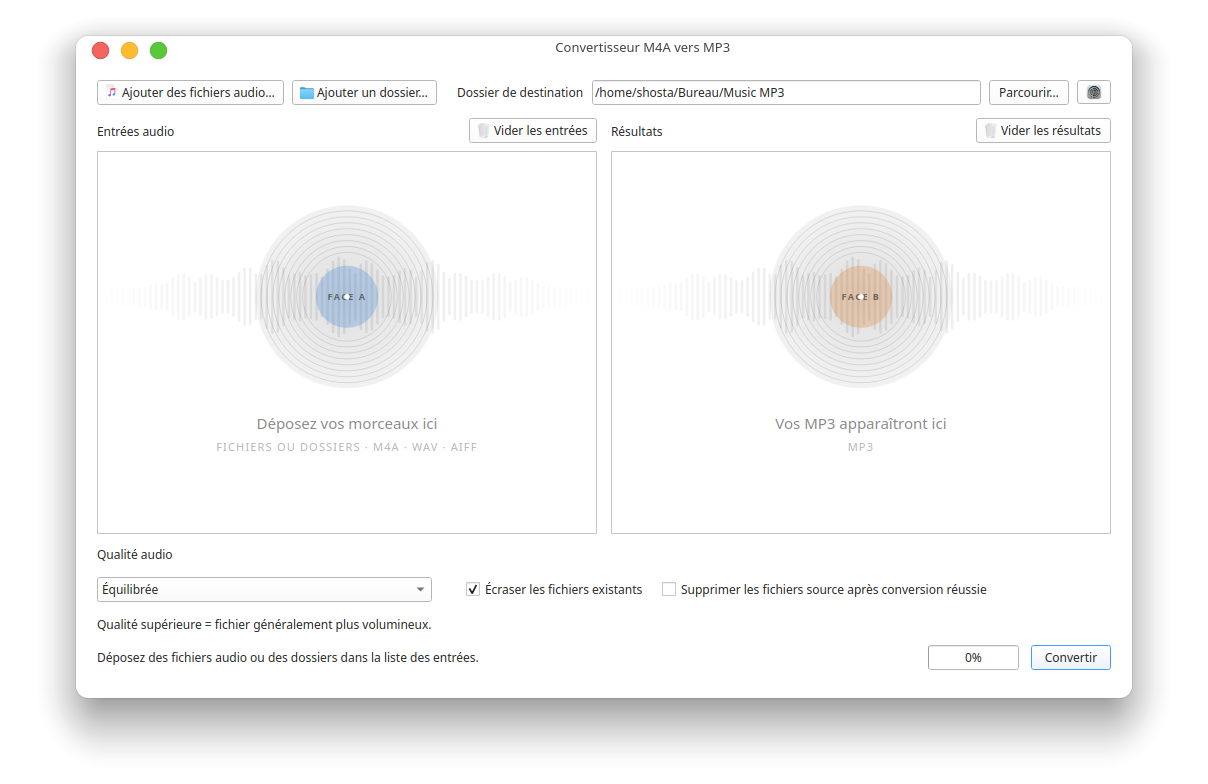 Convertisseur M4A vers MP3
Ajouter des fichiers audio...
Ajouter un dossier...
Dossier de destination
/home/shosta/Bureau/Music MP3
Parcourir...
Entrées audio
Vider les entrées
Résultats
Vider les résultats
FACE A
Déposez vos morceaux ici
FICHIERS OU DOSSIERS · M4A · WAV · AIFF
FACE B
Vos MP3 apparaîtront ici
MP3
Qualité audio
Équilibrée
Écraser les fichiers existants
Supprimer les fichiers source après conversion réussie
Qualité supérieure = fichier généralement plus volumineux.
Déposez des fichiers audio ou des dossiers dans la liste des entrées.
0%
Convertir